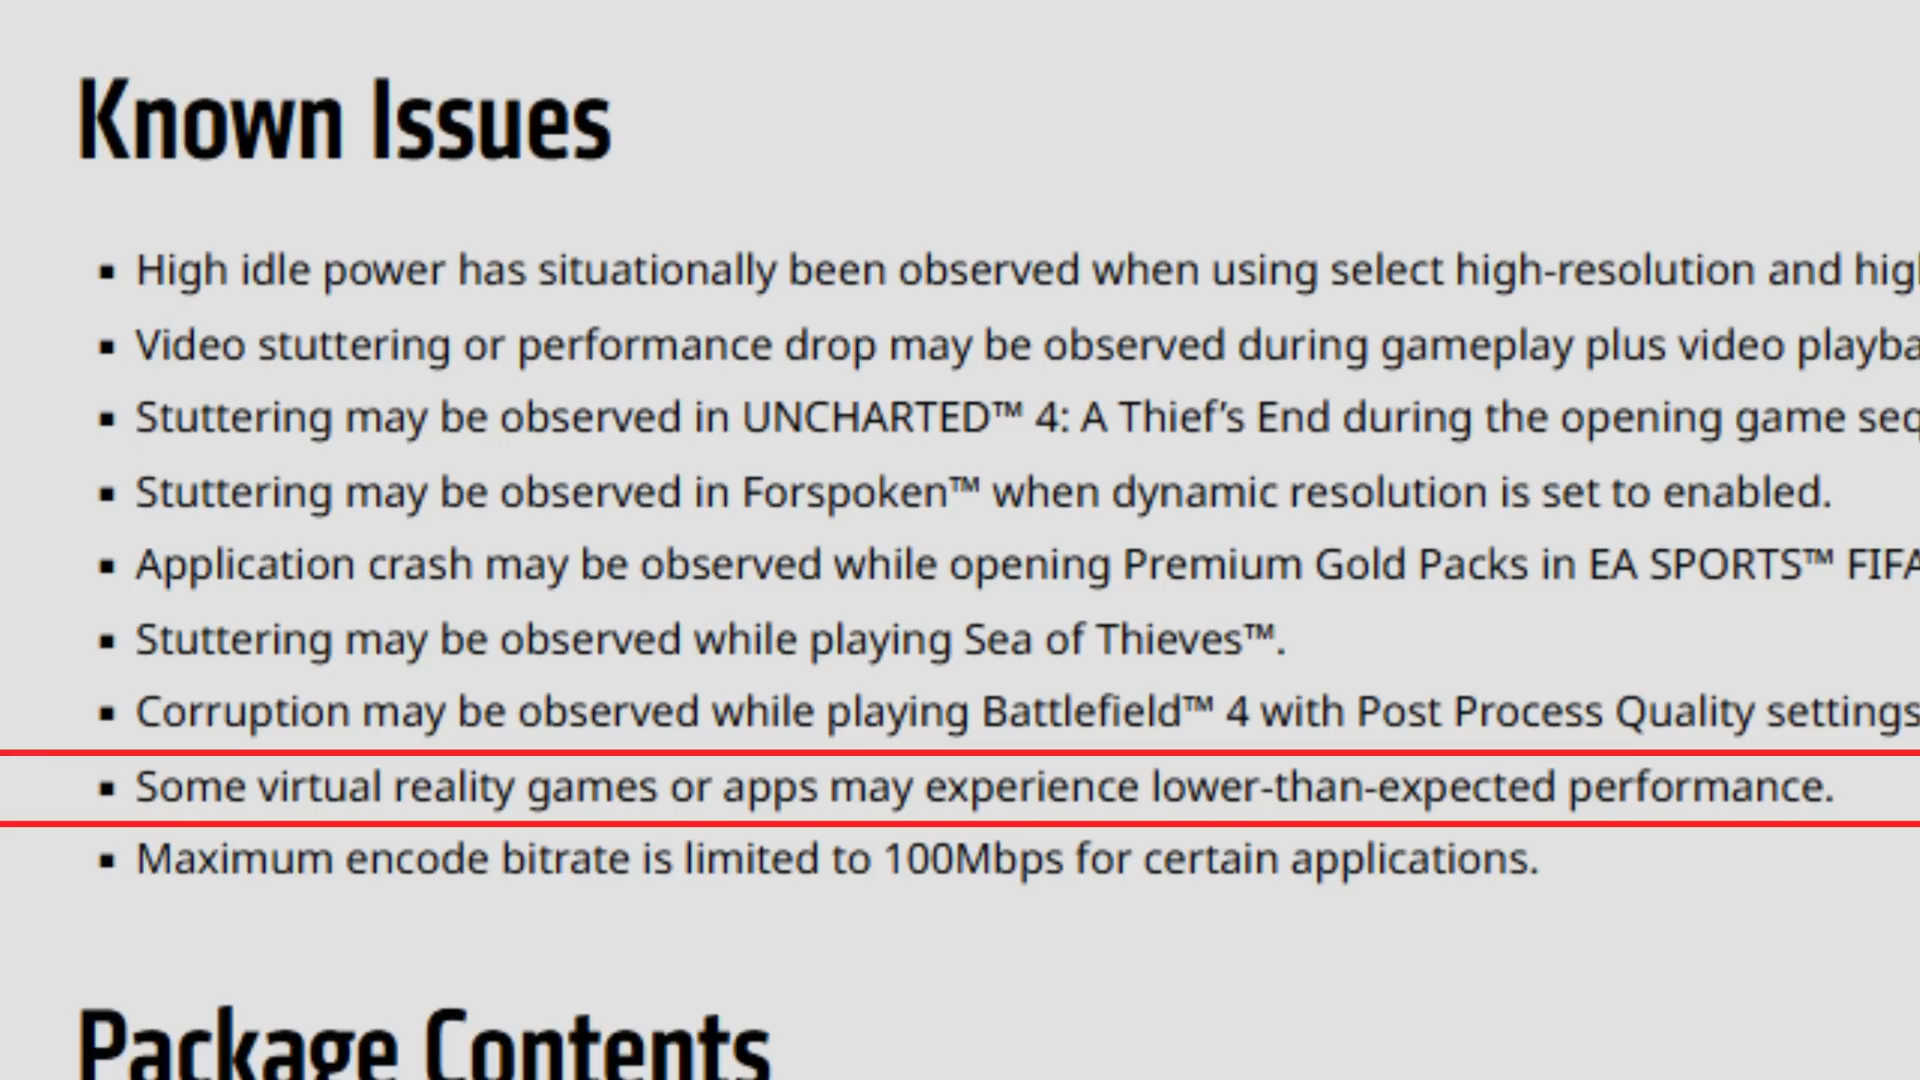 Known Issues
▪ High idle power has situationally been observed when using select high-resolution and
▪ Video stuttering or performance drop may be observed during gameplay plus video
▪ Stuttering may be observed in UNCHARTED™ 4: A Thief’s End during the opening game
▪ Stuttering may be observed in Forspoken™ when dynamic resolution is set to enabled.
▪ Application crash may be observed while opening Premium Gold Packs in EA SPORTS™ FIFA
▪ Stuttering may be observed while playing Sea of Thieves™.
▪ Corruption may be observed while playing Battlefield™ 4 with Post Process Quality settings
▪ Some virtual reality games or apps may experience lower-than-expected performance.
▪ Maximum encode bitrate is limited to 100Mbps for certain applications.
Package Contents